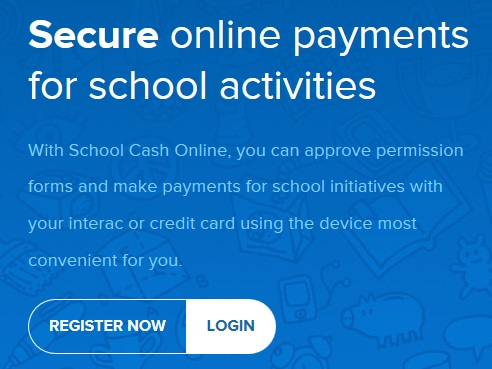 Secure online payments
for school activities
With School Cash Online, you can approve permission
forms and make payments for school initiatives with
your interac or credit card using the device most
convenient for you.
REGISTER NOW LOGIN